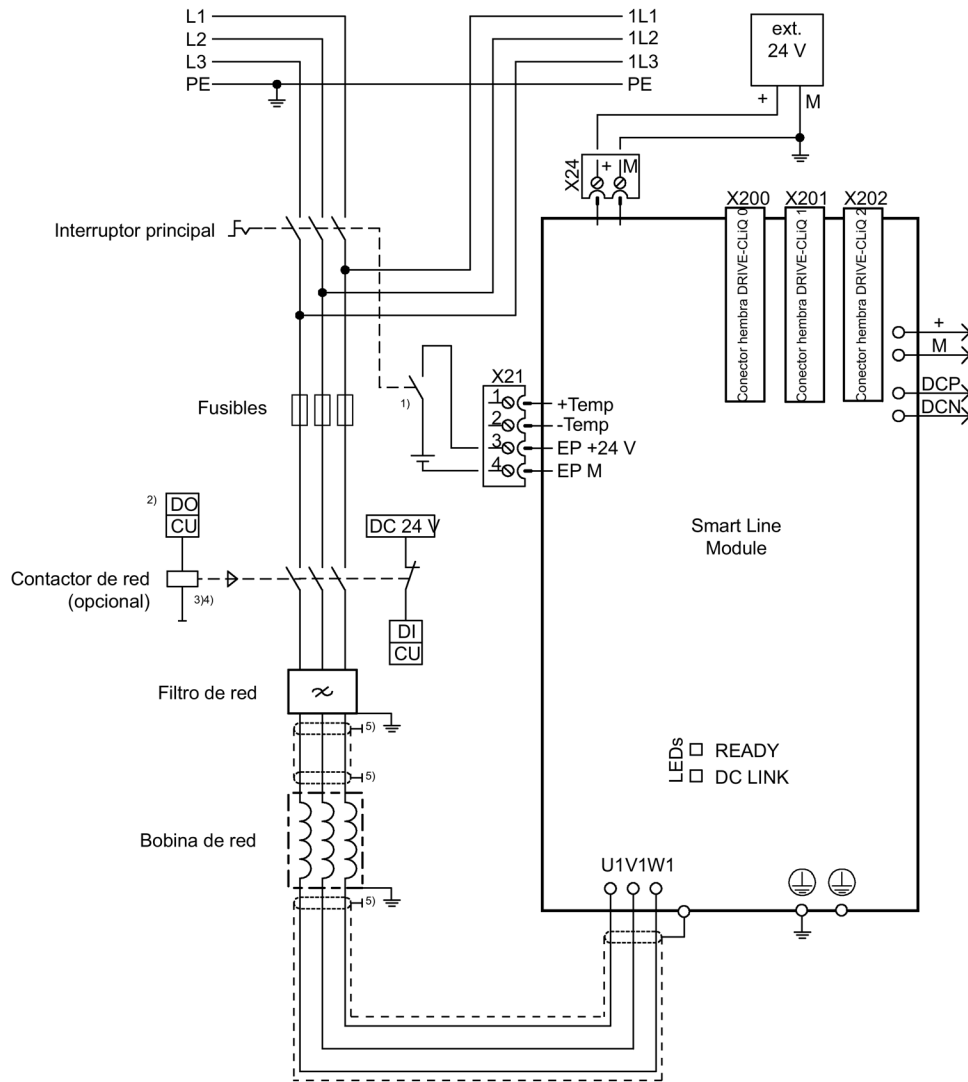 L1
L2
L3
PE
1L1
1L2
1L3
PE
ext.
24 V
+
M
X24
+
M
X200
X201
X202
Conector hembra DRIVE-CLiQ 0
Conector hembra DRIVE-CLiQ 1
Conector hembra DRIVE-CLiQ 2
Interruptor principal
+
M
DCP
DCN
1)
X21
1
2
3
4
+Temp
-Temp
EP +24 V
EP M
Fusibles
2)
DO
CU
DC 24 V
Smart Line
Module
Contactor de red
(opcional)
3)4)
DI
CU
Filtro de red
5)
5)
LEDs
READY
DC LINK
Bobina de red
5)
U1V1W1